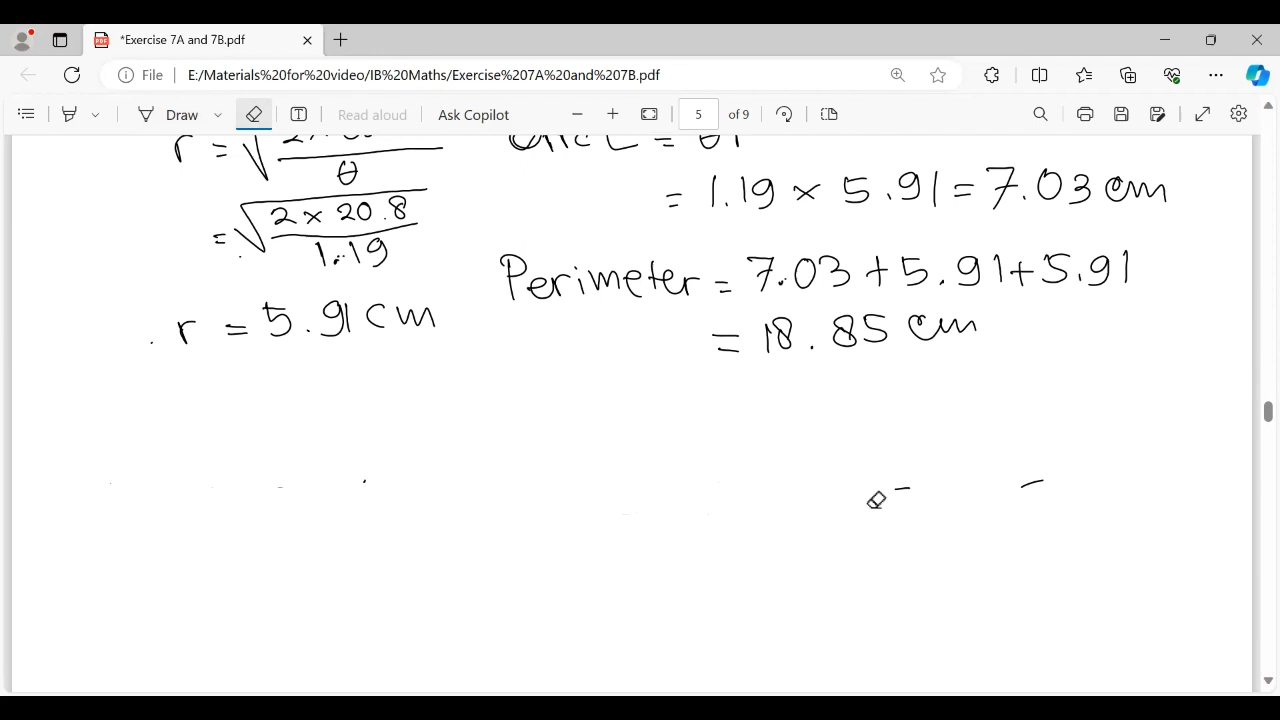 *Exercise 7A and 7B.pdf
File E:/Materials%20for%20video/IB%20Maths/Exercise%207A%20and%207B.pdf
Draw Read aloud Ask Copilot 5 of 9
r = √
θ
= √ 2 × 20.8
1.19
r = 5.91 cm
L = θr
= 1.19 × 5.91 = 7.03 cm
Perimeter = 7.03 + 5.91 + 5.91
= 18.85 cm